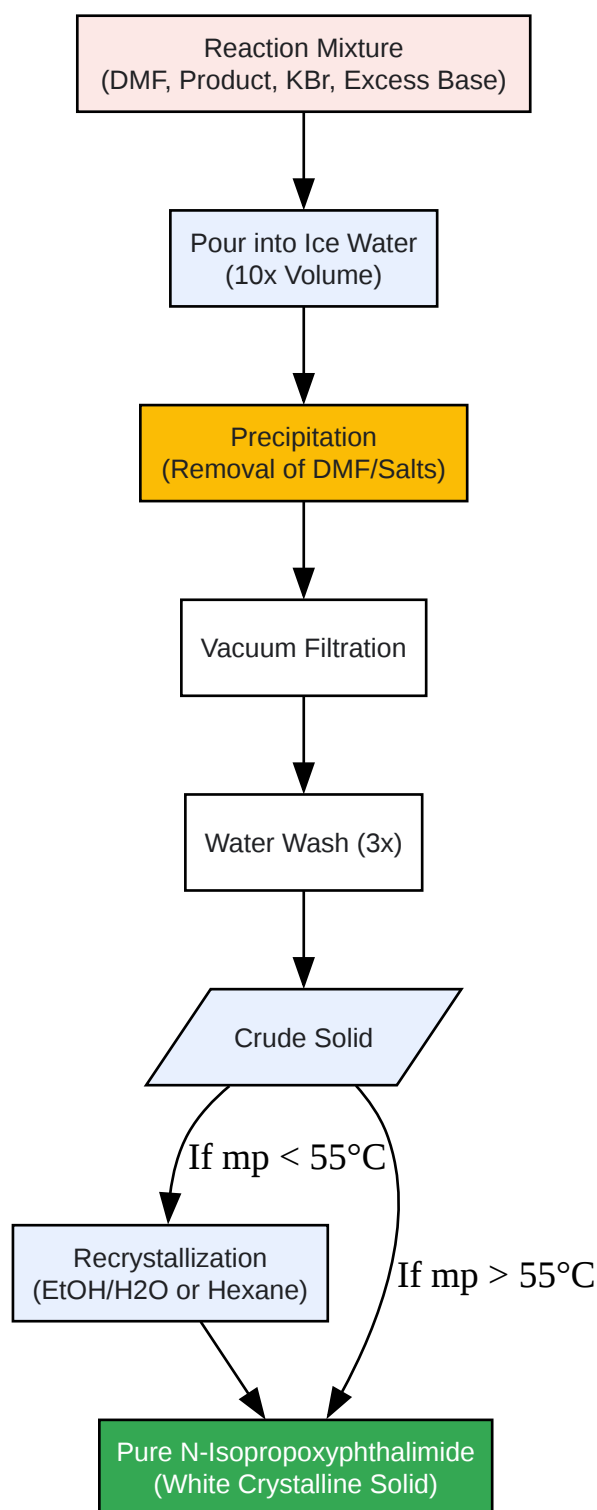 Reaction Mixture
(DMF, Product, KBr, Excess Base)
Pour into Ice Water
(10x Volume)
Precipitation
(Removal of DMF/Salts)
Vacuum Filtration
Water Wash (3x)
Crude Solid
If mp < 55°C
Recrystallization
(EtOH/H2O or Hexane)
If mp > 55°C
Pure N-Isopropoxyphthalimide
(White Crystalline Solid)